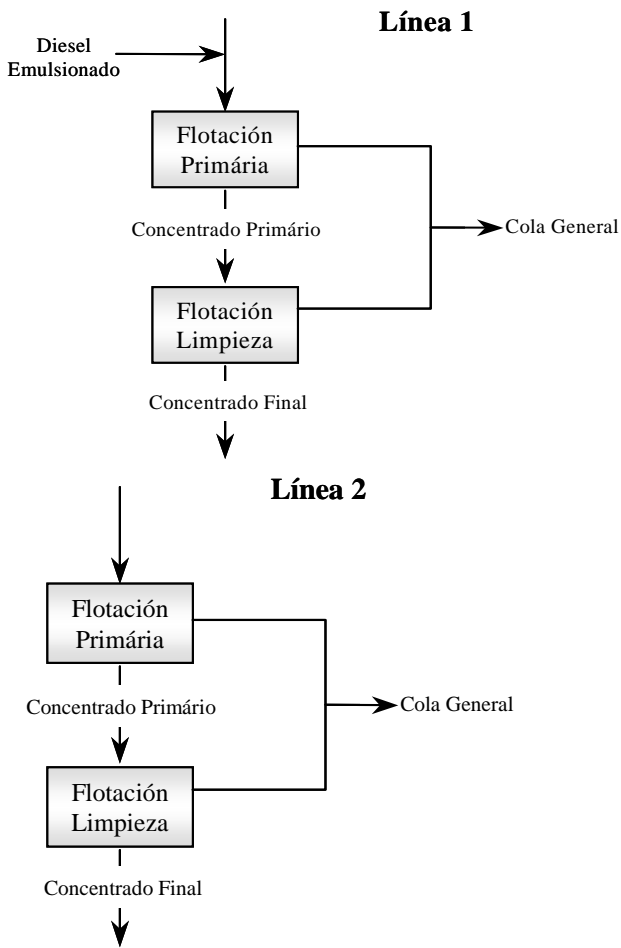 Línea 1
Diesel
Emulsionado
Flotación
Primária
Concentrado Primário
Cola General
Flotación
Limpieza
Concentrado Final
Línea 2
Flotación
Primária
Concentrado Primário
Cola General
Flotación
Limpieza
Concentrado Final